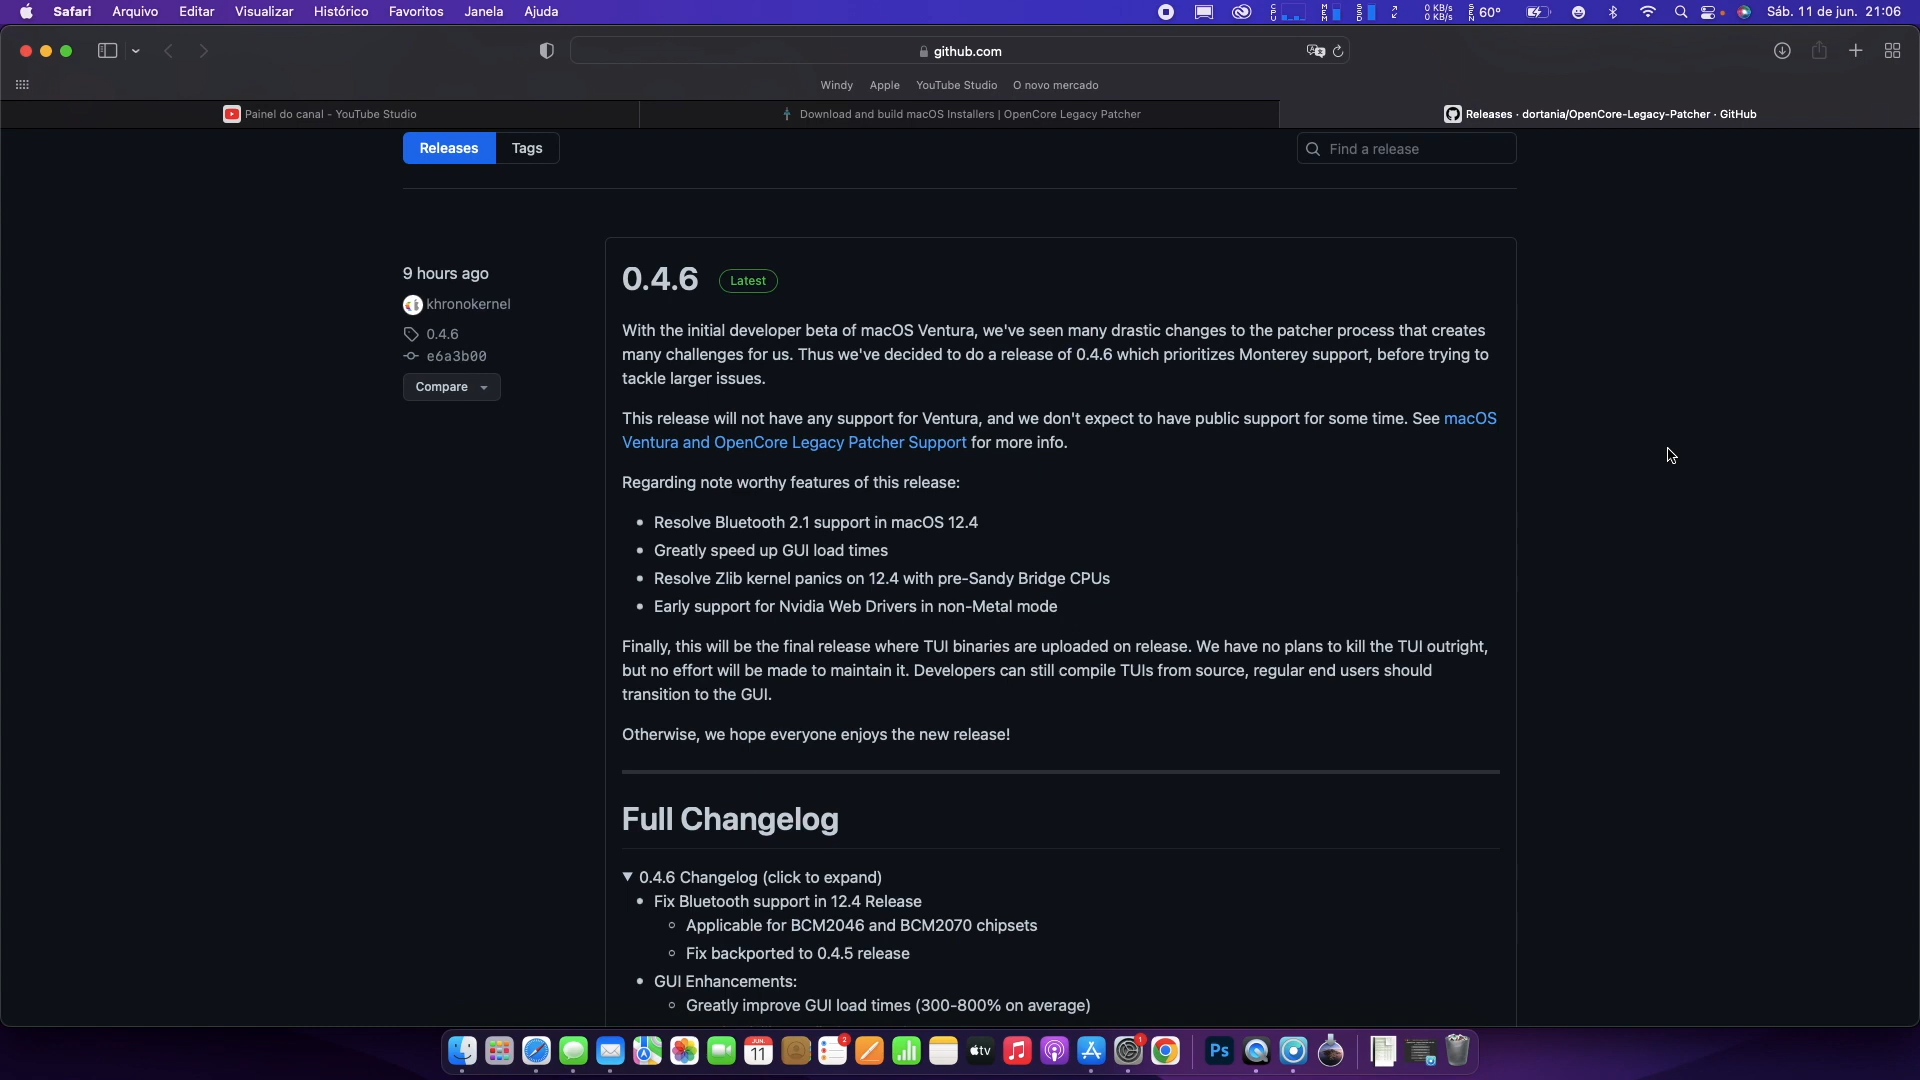 Safari Arquivo Editar Visualizar Histórico Favoritos Janela Ajuda 0 KB/s 0 KB/s 60° Sáb. 11 de jun. 21:06
github.com
Windy Apple YouTube Studio O novo mercado
Painel do canal - YouTube Studio Download and build macOS Installers | OpenCore Legacy Patcher Releases · dortania/OpenCore-Legacy-Patcher · GitHub
Releases Tags Find a release
9 hours ago
khronokernel
0.4.6
e6a3b00
Compare
0.4.6 Latest
With the initial developer beta of macOS Ventura, we've seen many drastic changes to the patcher process that creates
many challenges for us. Thus we've decided to do a release of 0.4.6 which prioritizes Monterey support, before trying to
tackle larger issues.
This release will not have any support for Ventura, and we don't expect to have public support for some time. See macOS
Ventura and OpenCore Legacy Patcher Support for more info.
Regarding note worthy features of this release:
• Resolve Bluetooth 2.1 support in macOS 12.4
• Greatly speed up GUI load times
• Resolve Zlib kernel panics on 12.4 with pre-Sandy Bridge CPUs
• Early support for Nvidia Web Drivers in non-Metal mode
Finally, this will be the final release where TUI binaries are uploaded on release. We have no plans to kill the TUI outright,
but no effort will be made to maintain it. Developers can still compile TUIs from source, regular end users should
transition to the GUI.
Otherwise, we hope everyone enjoys the new release!
Full Changelog
▼ 0.4.6 Changelog (click to expand)
• Fix Bluetooth support in 12.4 Release
◦ Applicable for BCM2046 and BCM2070 chipsets
◦ Fix backported to 0.4.5 release
• GUI Enhancements:
◦ Greatly improve GUI load times (300-800% on average)
JUN. 11 2 tv 1 Ps